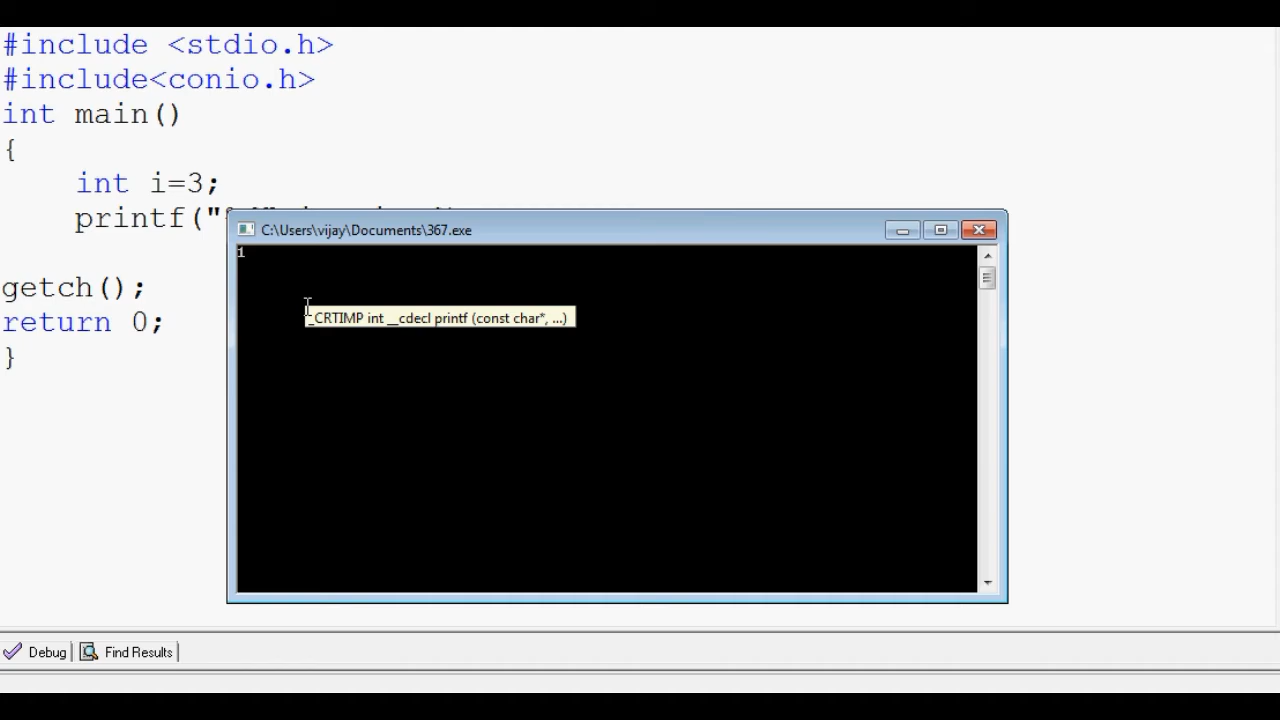 #include <stdio.h>
#include<conio.h>
int main()
{
int i=3;
printf("
C:\Users\vijay\Documents\367.exe
1
_CRTIMP int __cdecl printf (const char*, ...)
getch();
return 0;
}
Debug
Find Results